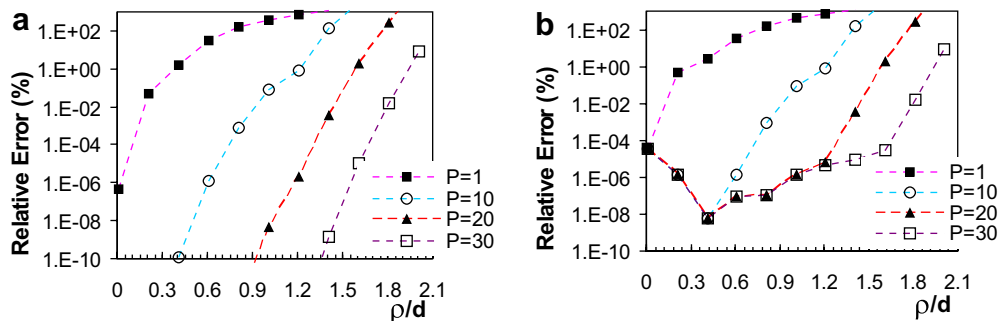 a
Relative Error (%)
1.E+02
1.E+00
1.E-02
1.E-04
1.E-06
1.E-08
1.E-10
0 0.3 0.6 0.9 1.2 1.5 1.8 2.1
ρ/d
P=1
P=10
P=20
P=30
b
Relative Error (%)
1.E+02
1.E+00
1.E-02
1.E-04
1.E-06
1.E-08
1.E-10
0 0.3 0.6 0.9 1.2 1.5 1.8 2.1
ρ/d
P=1
P=10
P=20
P=30